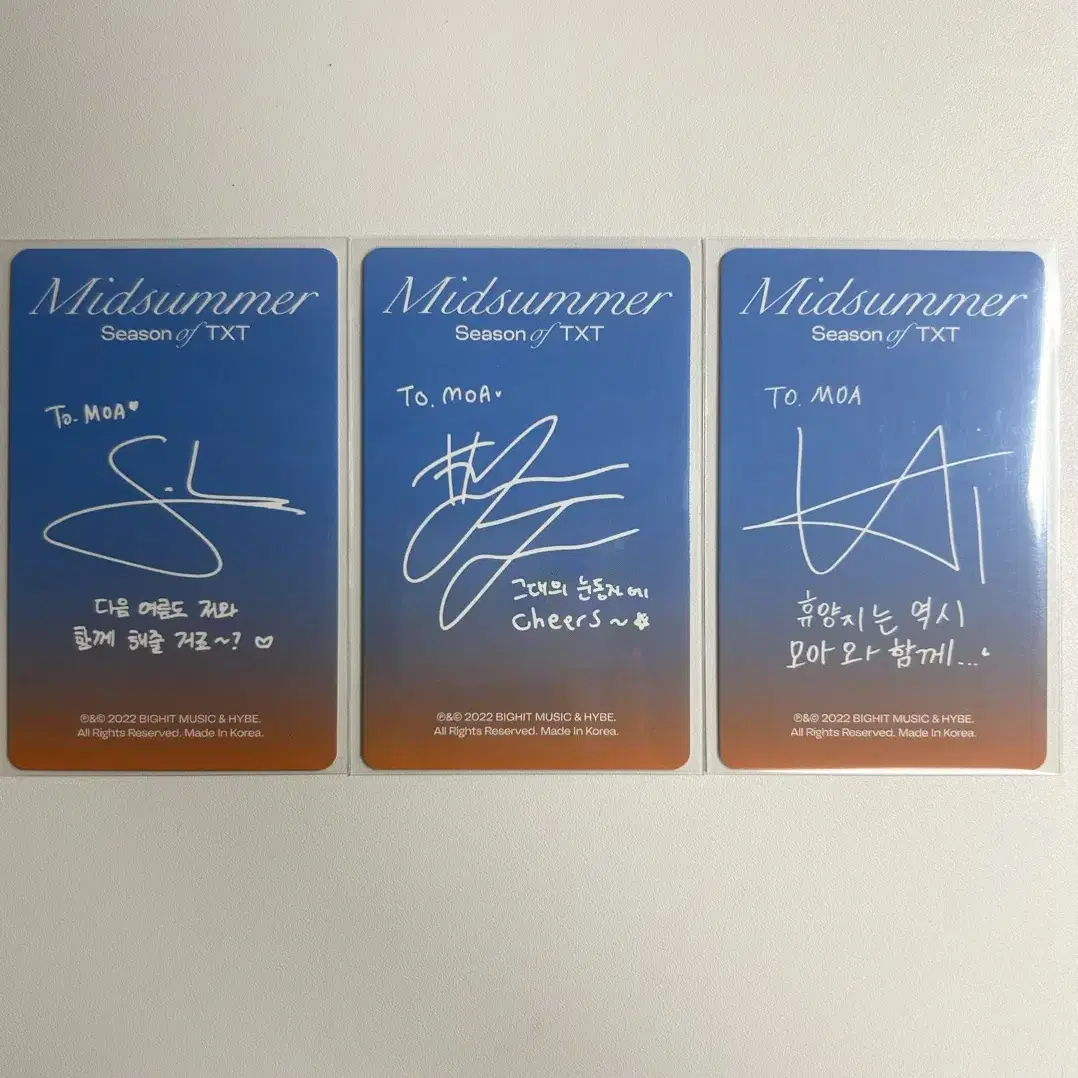 Midsummer
Season of TXT
To. MOA
S.L
다음 여름도 저와
함께 해줄 거죠~? 
℗&© 2022 BIGHIT MUSIC & HYBE.
All Rights Reserved. Made In Korea.
Midsummer
Season of TXT
To. MOA
그대의 눈동자에
cheers ~
℗&© 2022 BIGHIT MUSIC & HYBE.
All Rights Reserved. Made In Korea.
Midsummer
Season of TXT
TO. MOA
휴양지는 역시
모아와 함께...
℗&© 2022 BIGHIT MUSIC & HYBE.
All Rights Reserved. Made In Korea.